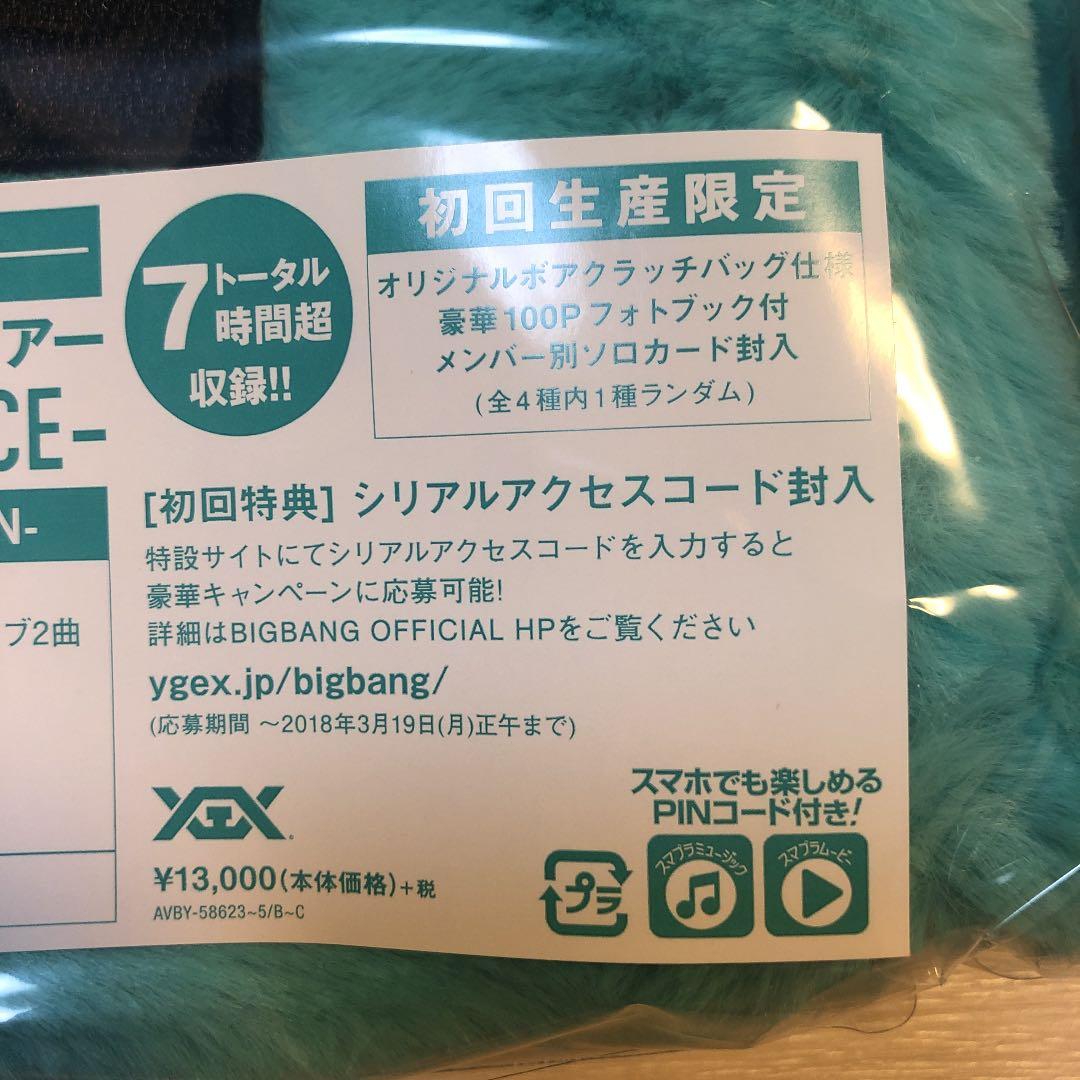 アー
CE-
N-
ブ2曲
7トータル
時間超
収録!!
初回生産限定
オリジナルボアクラッチバッグ仕様
豪華100Pフォトブック付
メンバー別ソロカード封入
(全4種内1種ランダム)
[初回特典] シリアルアクセスコード封入
特設サイトにてシリアルアクセスコードを入力すると
豪華キャンペーンに応募可能!
詳細はBIGBANG OFFICIAL HPをご覧ください
ygex.jp/bigbang/
(応募期間 ～2018年3月19日(月)正午まで)
YGEX
¥13,000(本体価格)+税
AVBY-58623~5/B~C
スマホでも楽しめる
PINコード付き!
プラ
スマプラミュージック
スマプラムービー